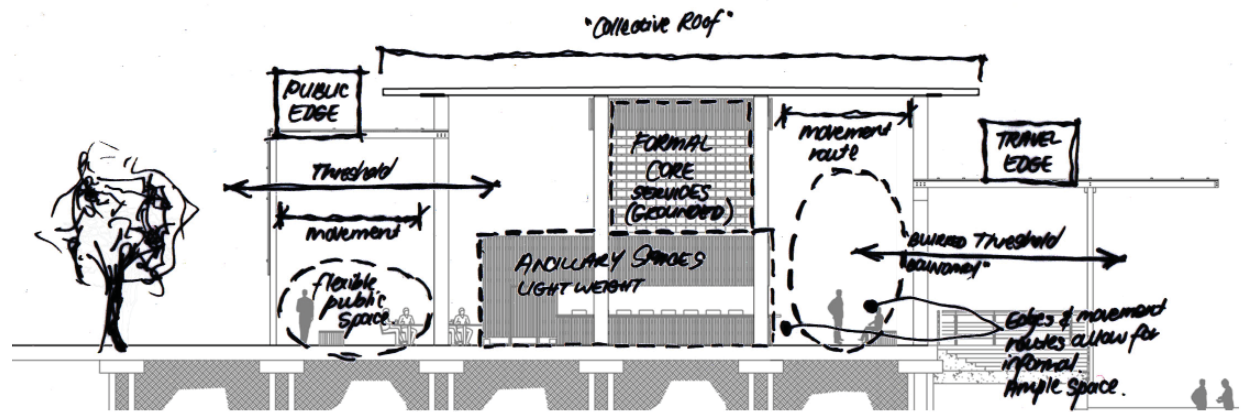 "Collective Roof"
PUBLIC
EDGE
Threshold
movement
flexible
public
space.
FORMAL
CORE
SERVICES
(GROUNDED)
ANCILLARY SPACES
LIGHT WEIGHT
movement
route
TRAVEL
EDGE
BLURRED Threshold
BOUNDARY"
Edges & movement
routes allow for
informal.
Ample space.